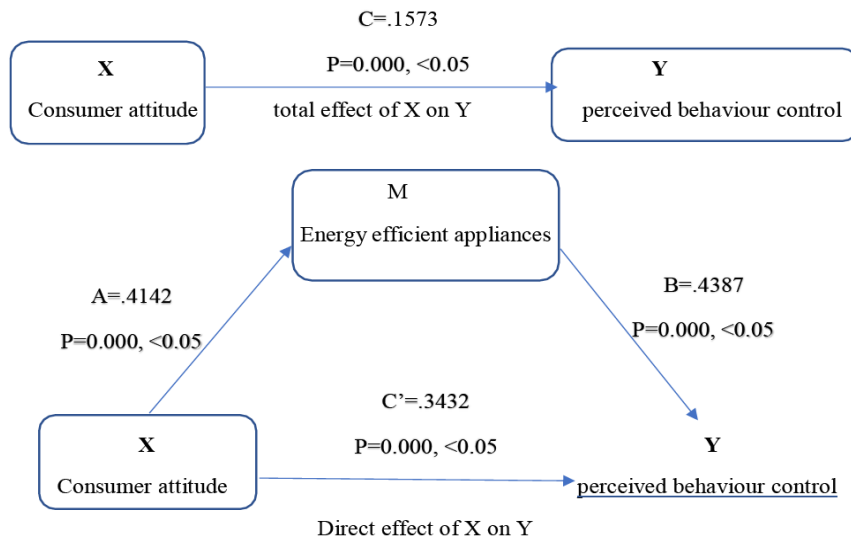 C=.1573
P=0.000, <0.05
X
Consumer attitude
total effect of X on Y
Y
perceived behaviour control
M
Energy efficient appliances
A=.4142
P=0.000, <0.05
B=.4387
P=0.000, <0.05
C’=.3432
P=0.000, <0.05
X
Consumer attitude
Y
perceived behaviour control
Direct effect of X on Y